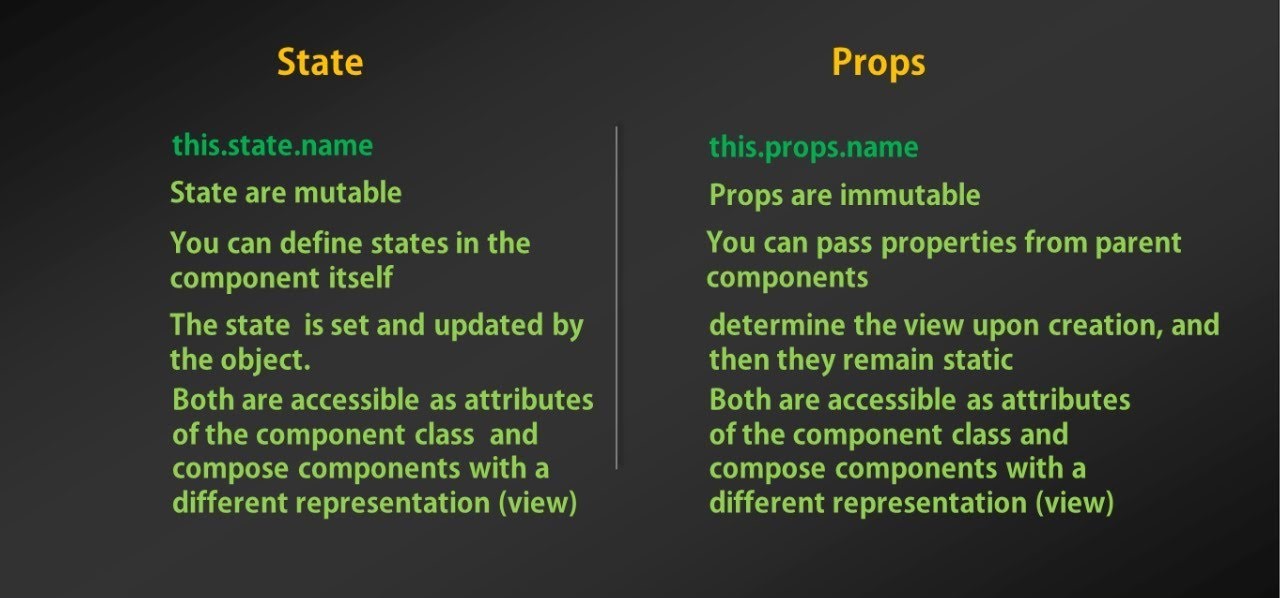 State
this.state.name
State are mutable
You can define states in the
component itself
The state is set and updated by
the object.
Both are accessible as attributes
of the component class and
compose components with a
different representation (view)
Props
this.props.name
Props are immutable
You can pass properties from parent
components
determine the view upon creation, and
then they remain static
Both are accessible as attributes
of the component class and
compose components with a
different representation (view)